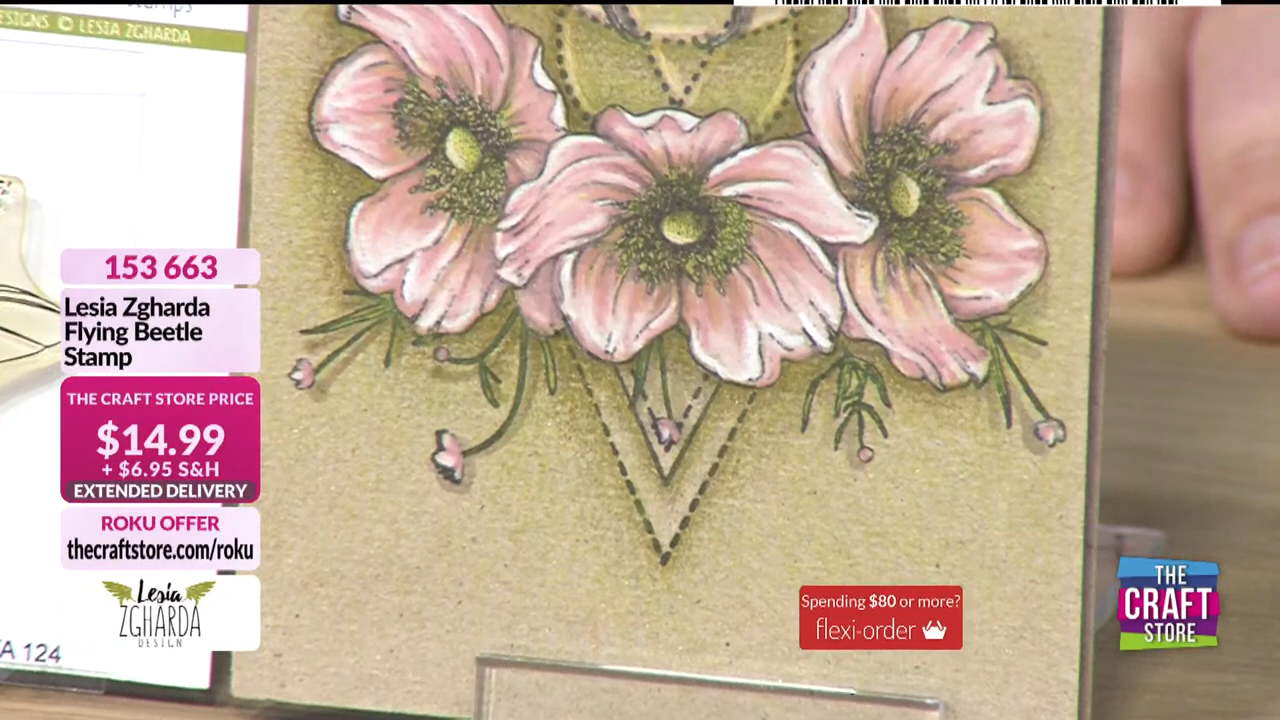 DESIGNS © LESIA ZGHARDA
153 663
Lesia Zgharda
Flying Beetle
Stamp
THE CRAFT STORE PRICE
$14.99
+ $6.95 S&H
EXTENDED DELIVERY
ROKU OFFER
thecraftstore.com/roku
Lesia
ZGHARDA
DESIGN
A 124
Spending $80 or more?
flexi-order
THE
CRAFT
STORE